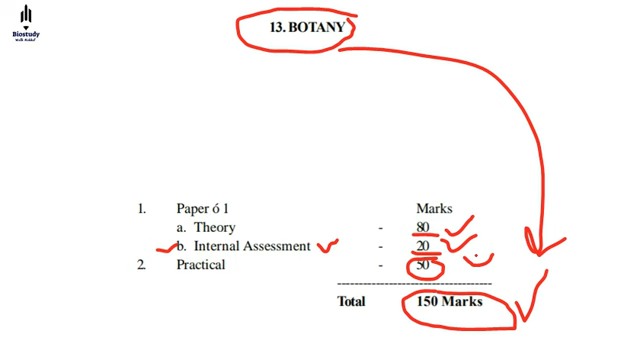 Biostudy
13. BOTANY
1. Paper ó 1 Marks
a. Theory - 80
b. Internal Assessment - 20
2. Practical - 50
Total 150 Marks